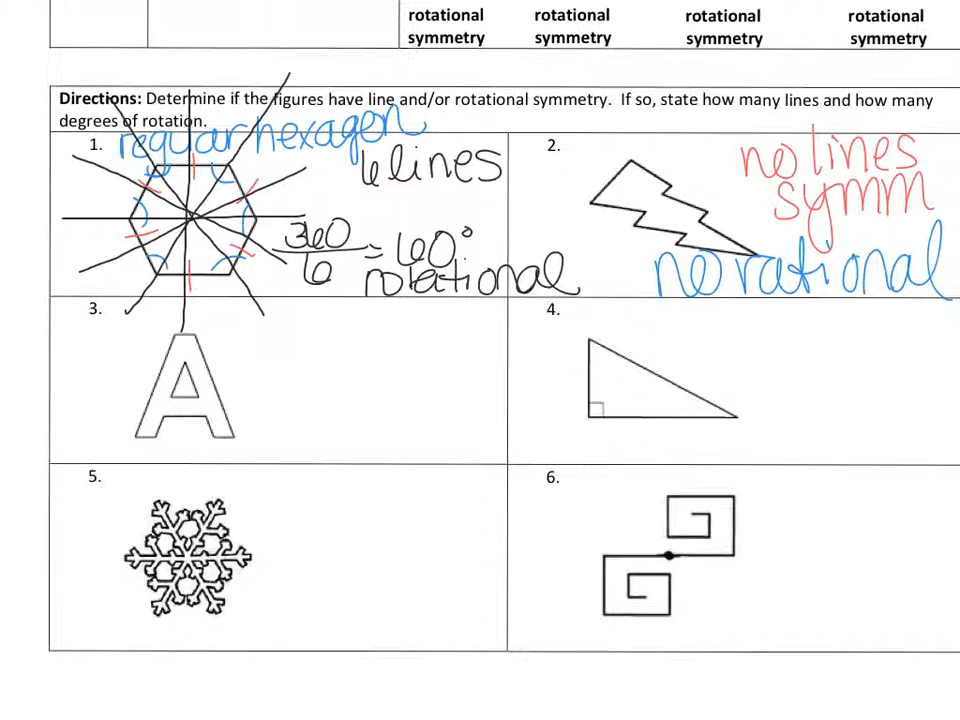 rotational rotational rotational rotational
symmetry symmetry symmetry symmetry
Directions: Determine if the figures have line and/or rotational symmetry. If so, state how many lines and how many
degrees of rotation.
1. regular hexagon
6 lines
360/6 = 60°
rotational
2.
no lines
symm
no rational
3.
A
4.
5.
6.